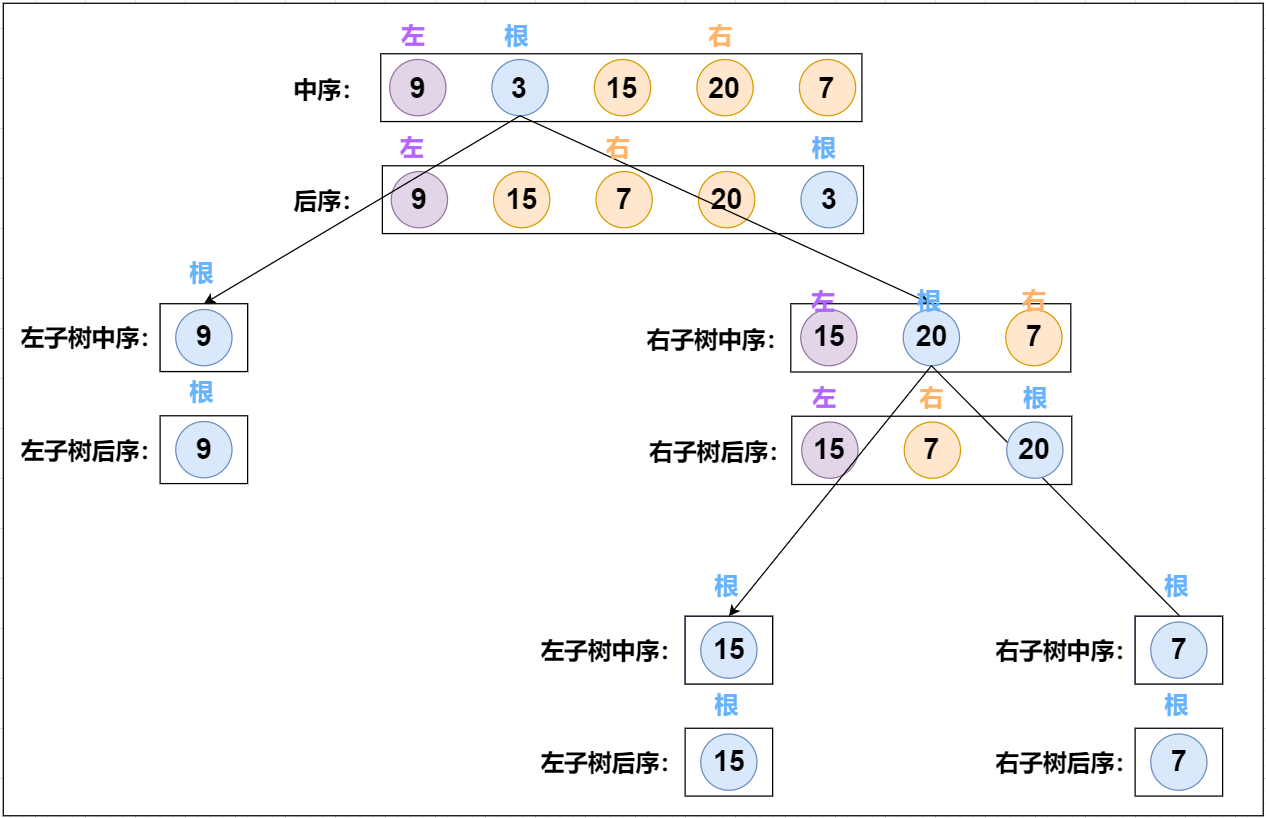 左 根 右
中序： 9 3 15 20 7
左 右 根
后序： 9 15 7 20 3
根
左子树中序： 9
根
左子树后序： 9
左 根 右
右子树中序： 15 20 7
左 右 根
右子树后序： 15 7 20
根
左子树中序： 15
根
左子树后序： 15
根
右子树中序： 7
根
右子树后序： 7